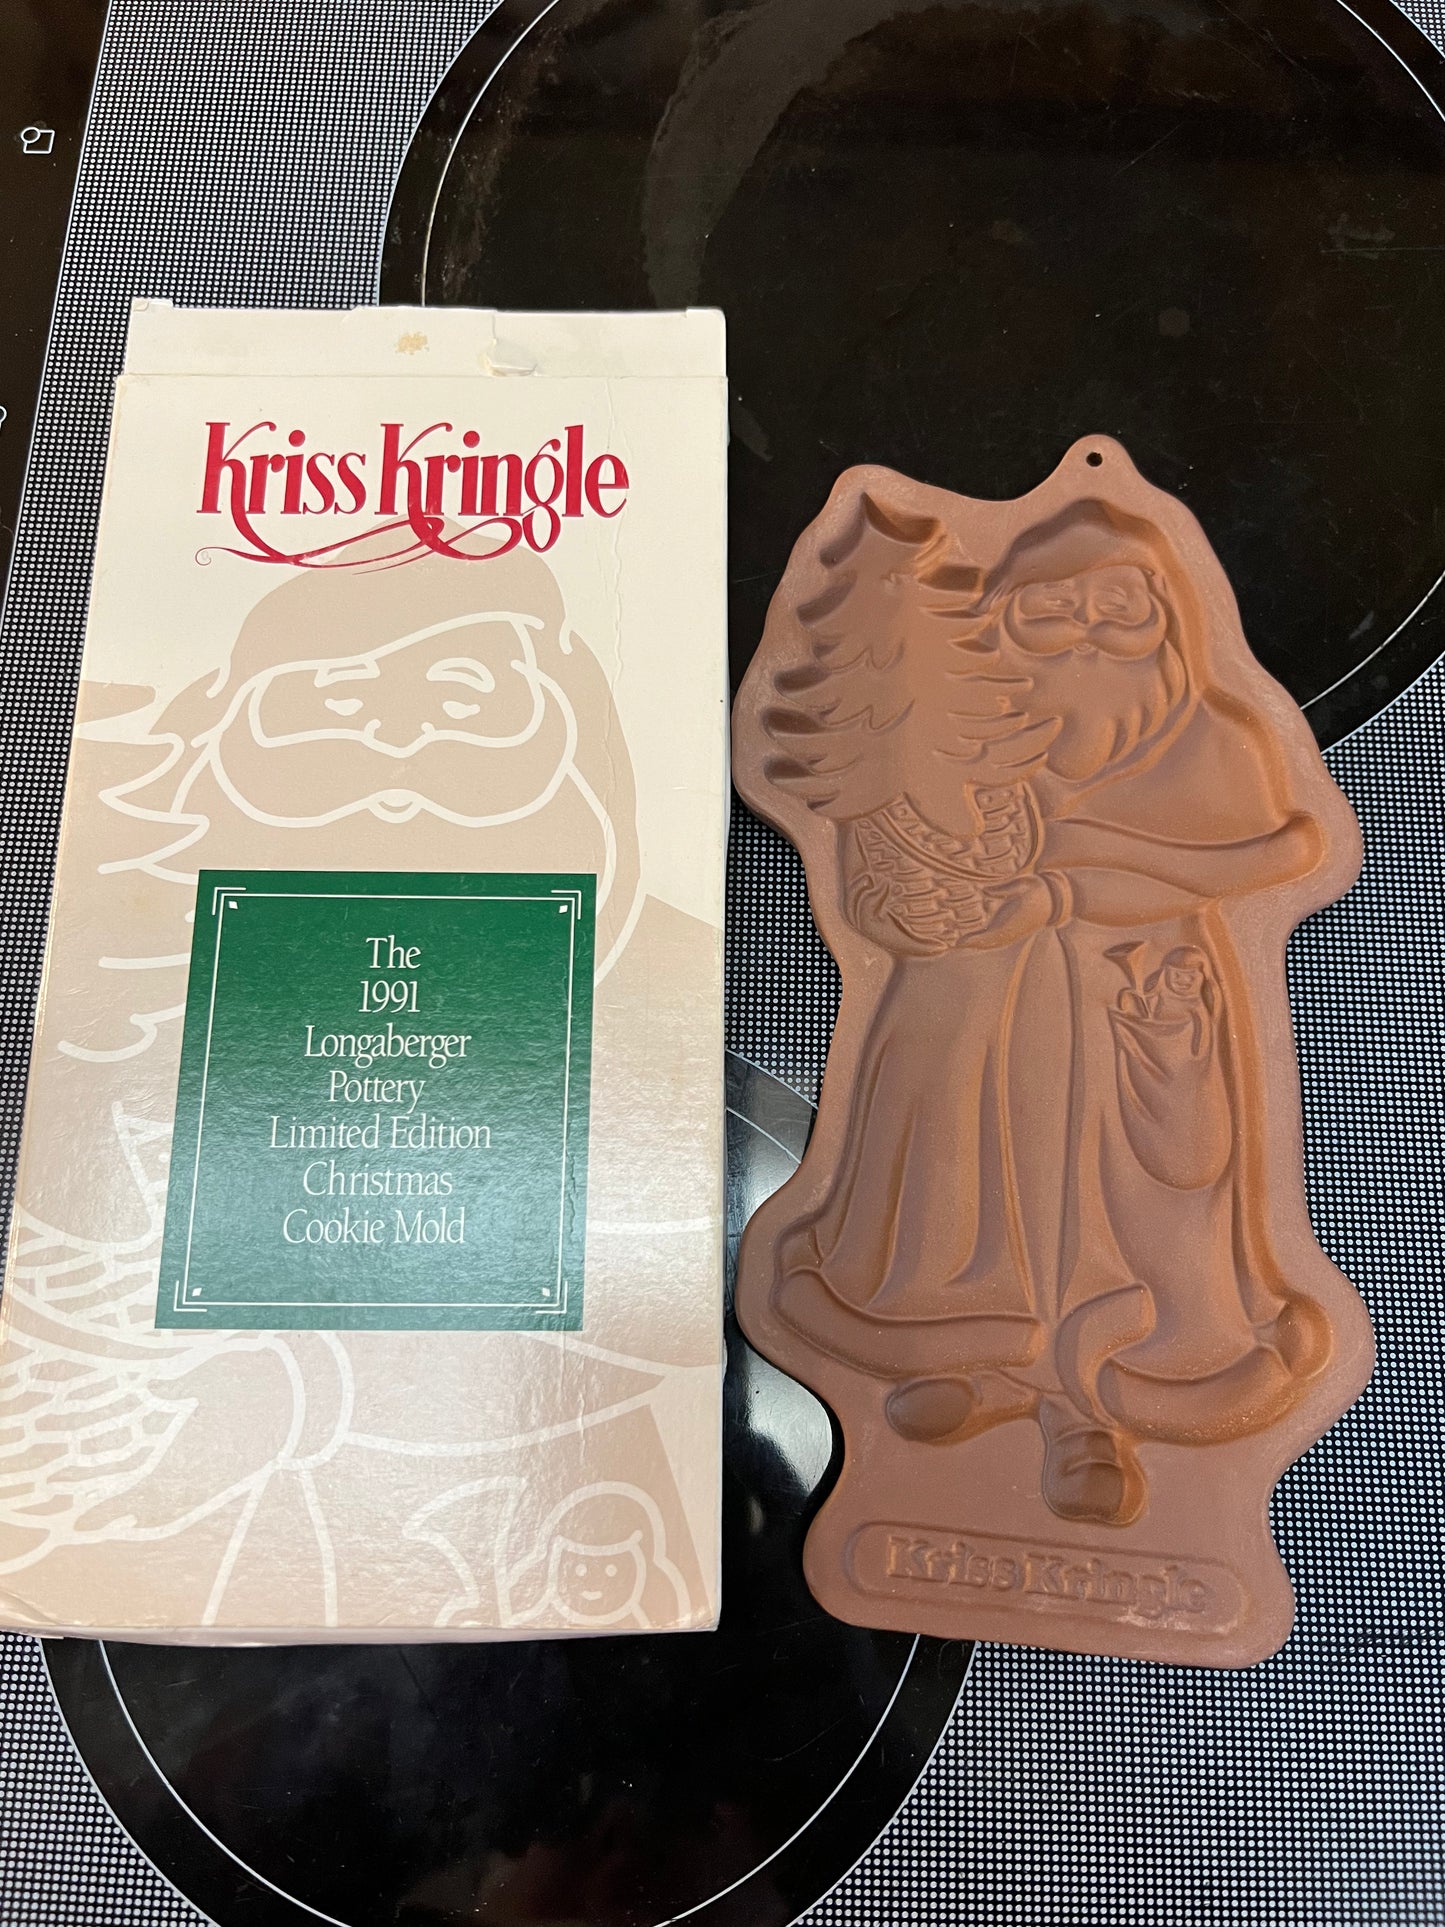 Kriss Kringle
The
1991
Longaberger
Pottery
Limited Edition
Christmas
Cookie Mold
Kriss Kringle